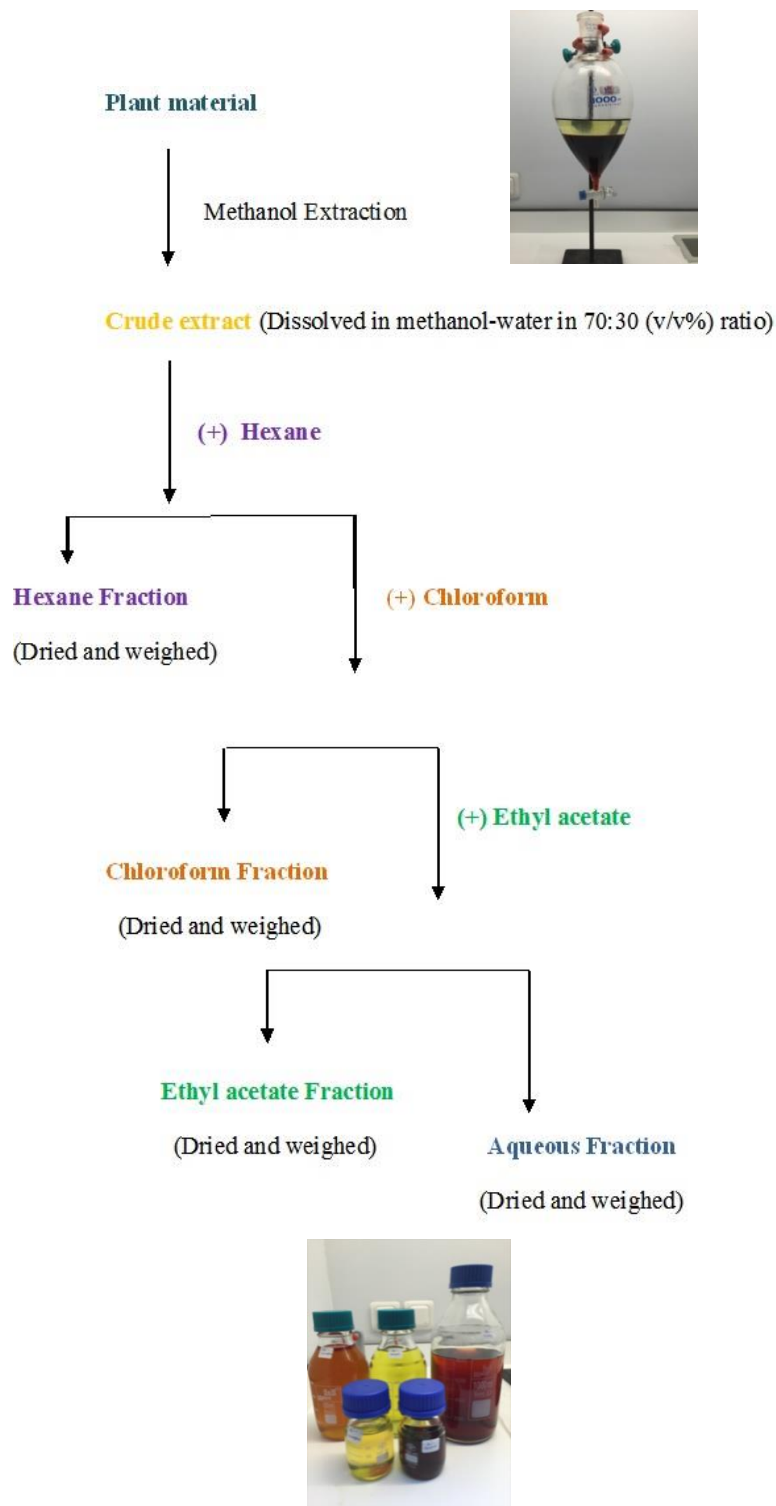 Plant material
1000
Methanol Extraction
Crude extract (Dissolved in methanol-water in 70:30 (v/v%) ratio)
(+) Hexane
Hexane Fraction
(+) Chloroform
(Dried and weighed)
(+) Ethyl acetate
Chloroform Fraction
(Dried and weighed)
Ethyl acetate Fraction
(Dried and weighed)
Aqueous Fraction
(Dried and weighed)